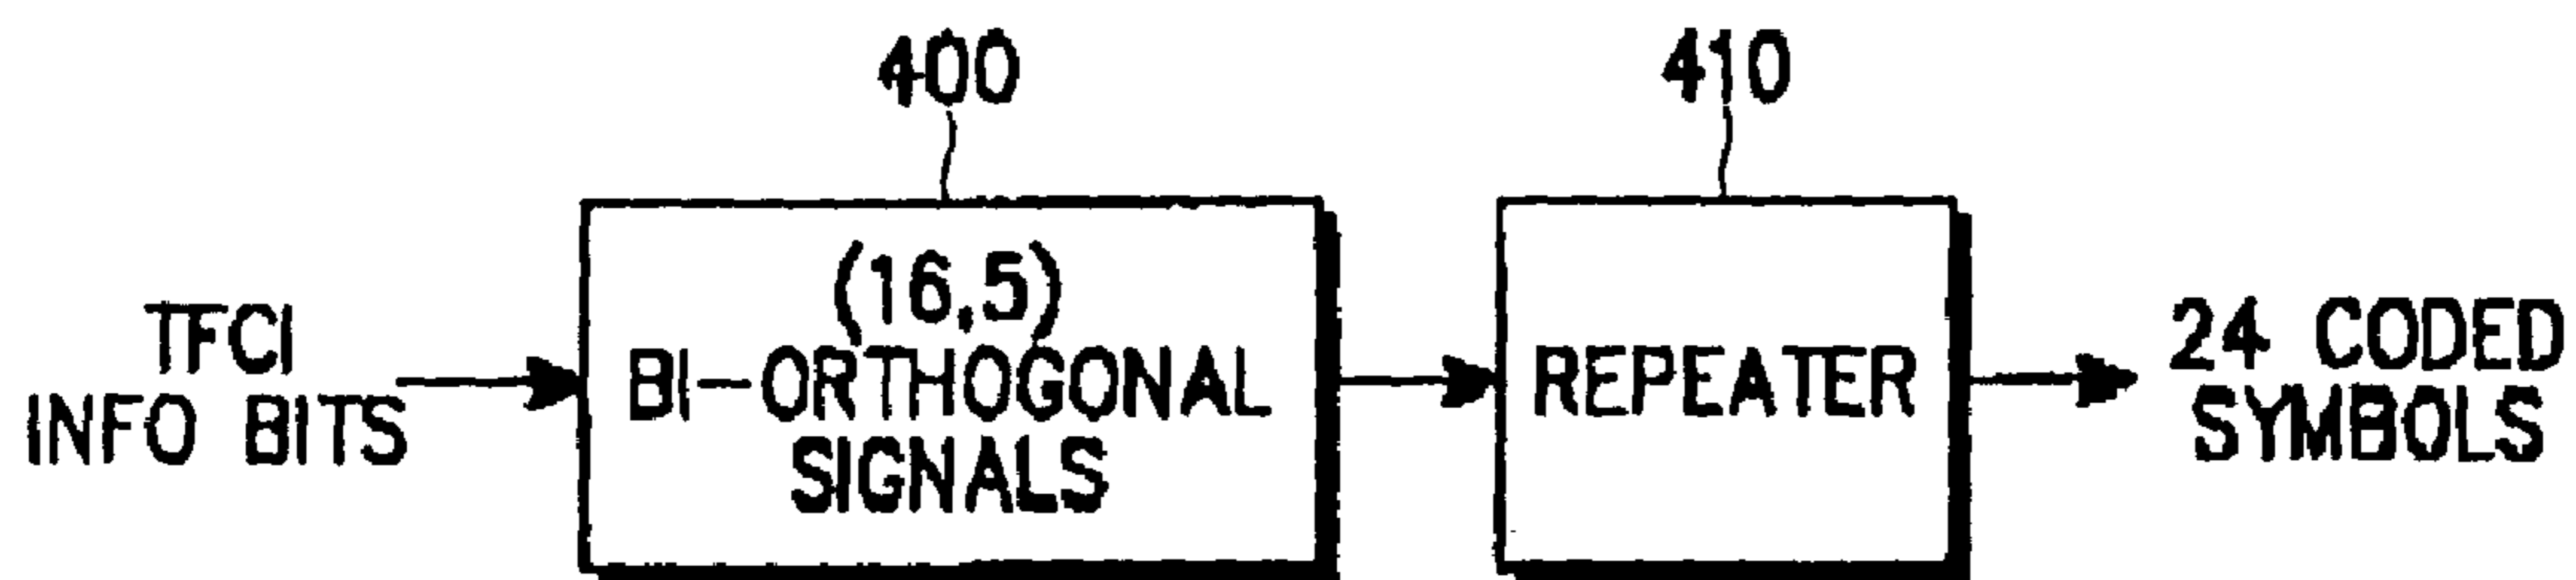 400
410
TFCI
INFO BITS
(16,5)
BI-ORTHOGONAL
SIGNALS
REPEATER
24 CODED
SYMBOLS